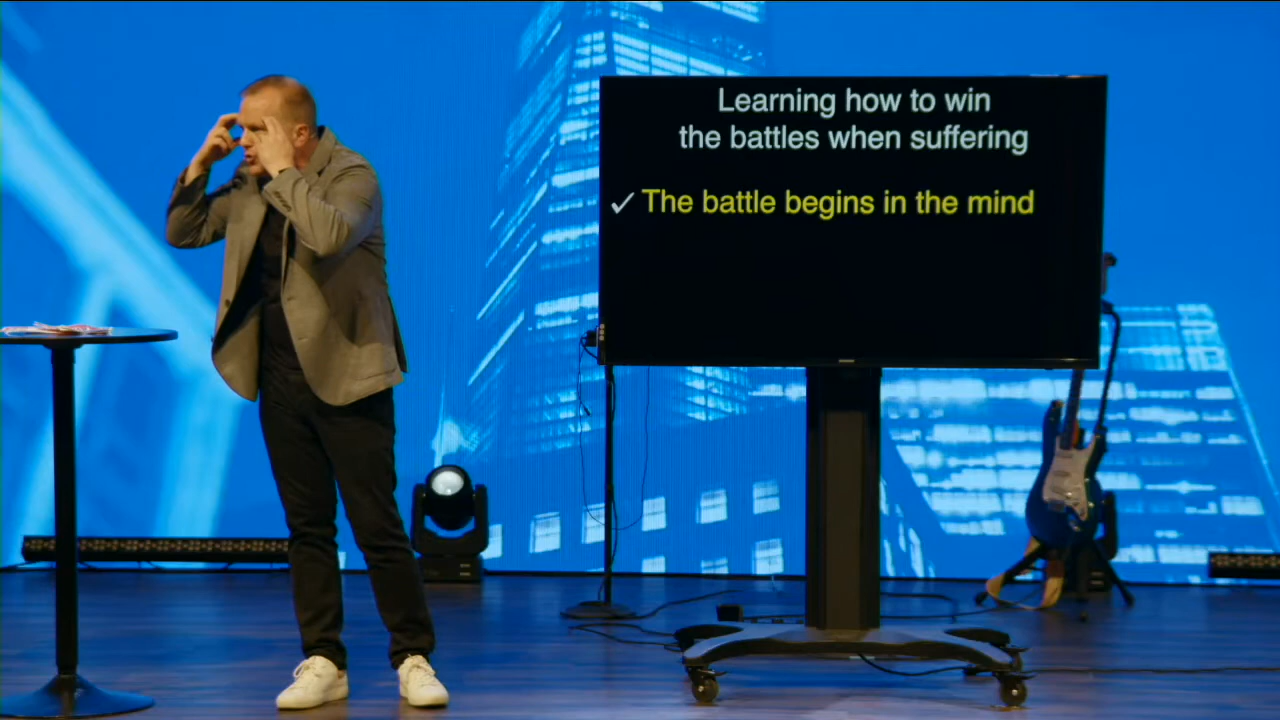 Learning how to win
the battles when suffering
✓ The battle begins in the mind